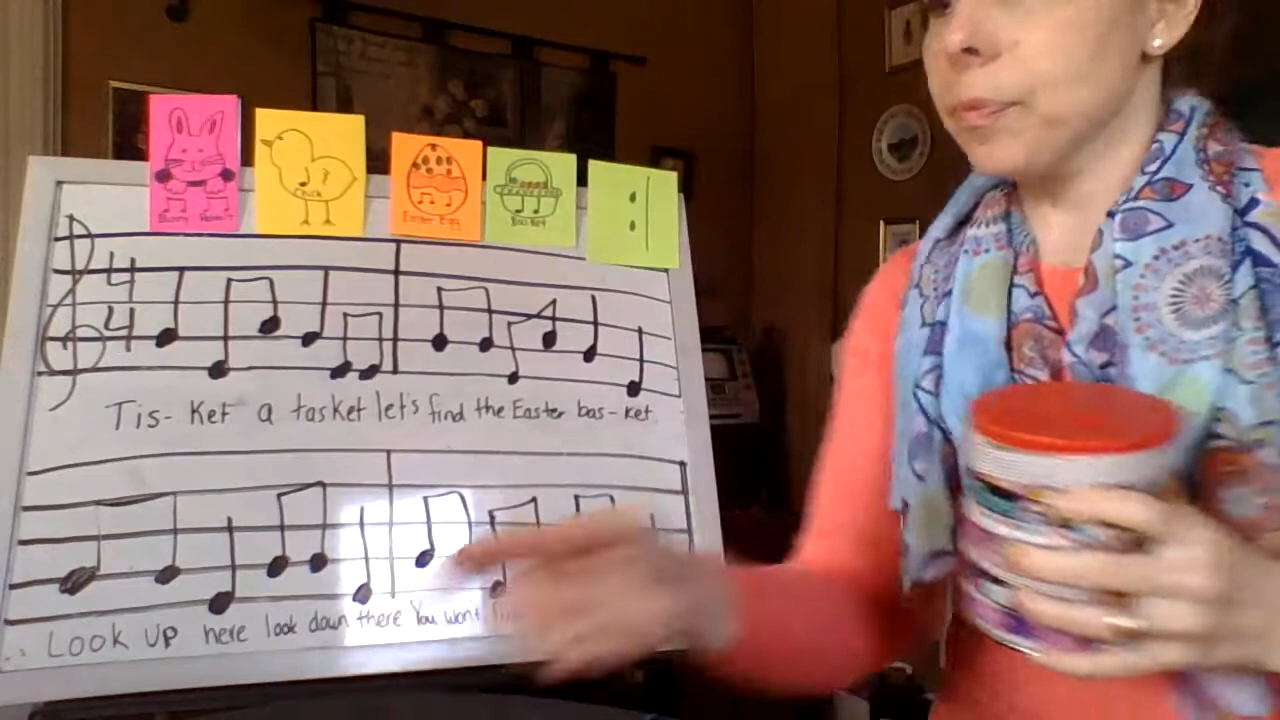 Bunny Rabbit
Chick
Easter Egg
Basket
4
4
Tis-ket a tasket let's find the Easter bas-ket
Look up here look down there You wont